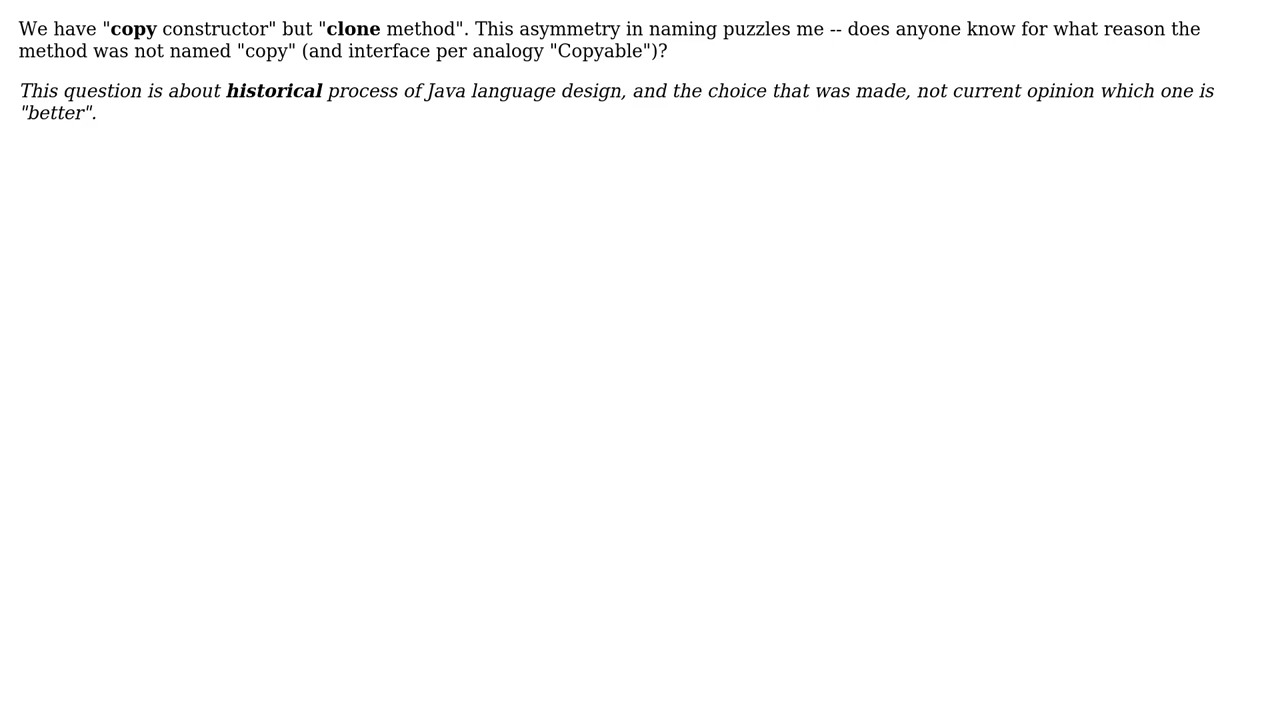 We have "copy constructor" but "clone method". This asymmetry in naming puzzles me -- does anyone know for what reason the
method was not named "copy" (and interface per analogy "Copyable")?
This question is about historical process of Java language design, and the choice that was made, not current opinion which one is
"better".